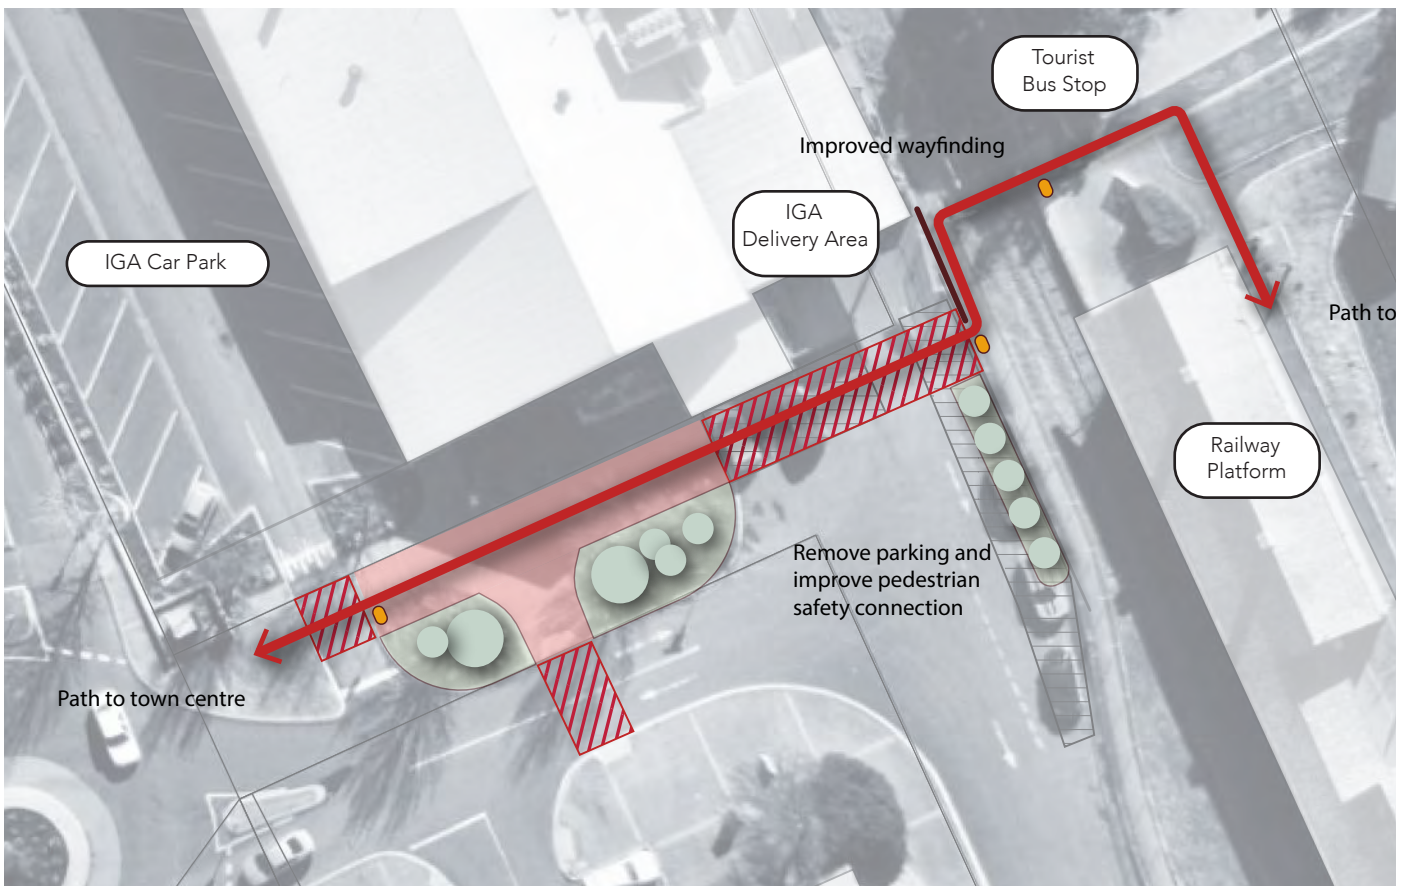 Tourist
Bus Stop
Improved wayfinding
IGA
Delivery Area
IGA Car Park
Path to
Railway
Platform
Remove parking and
improve pedestrian
safety connection
Path to town centre